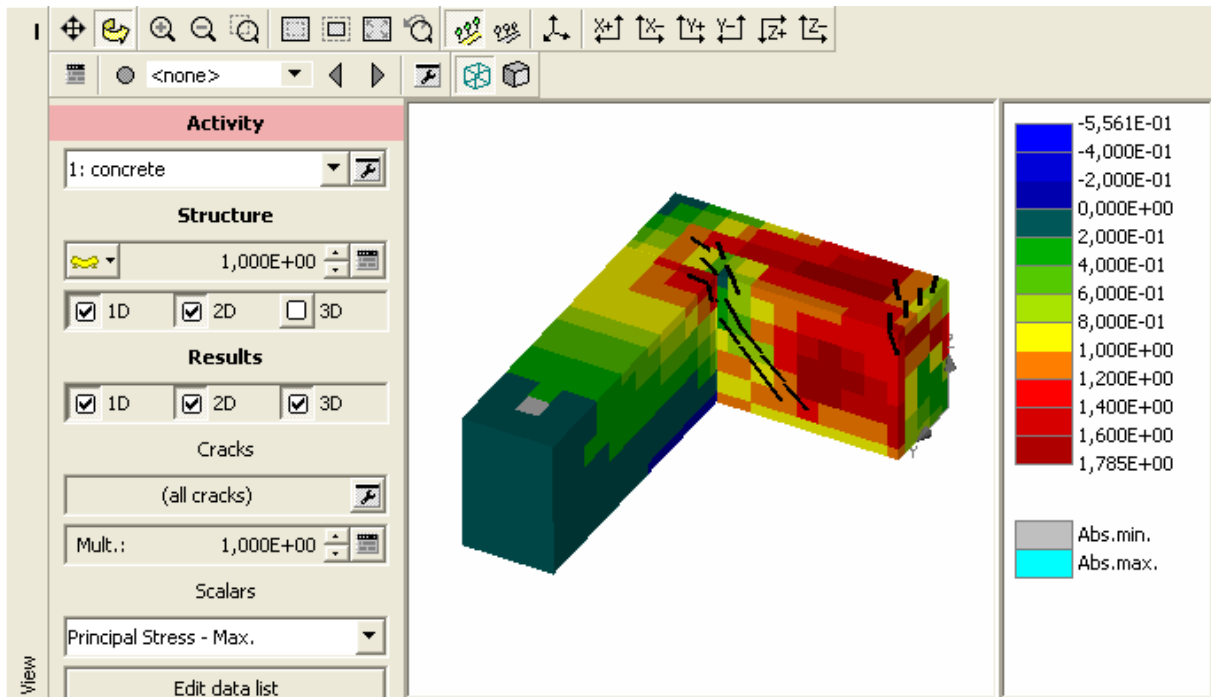 X+ X- Y+ Y- Z+ Z-
<none>
Activity
1: concrete
Structure
1,000E+00
1D 2D 3D
Results
1D 2D 3D
Cracks
(all cracks)
Mult.: 1,000E+00
Scalars
Principal Stress - Max.
Edit data list
View
Y
-5,561E-01
-4,000E-01
-2,000E-01
0,000E+00
2,000E-01
4,000E-01
6,000E-01
8,000E-01
1,000E+00
1,200E+00
1,400E+00
1,600E+00
1,785E+00
Abs.min.
Abs.max.